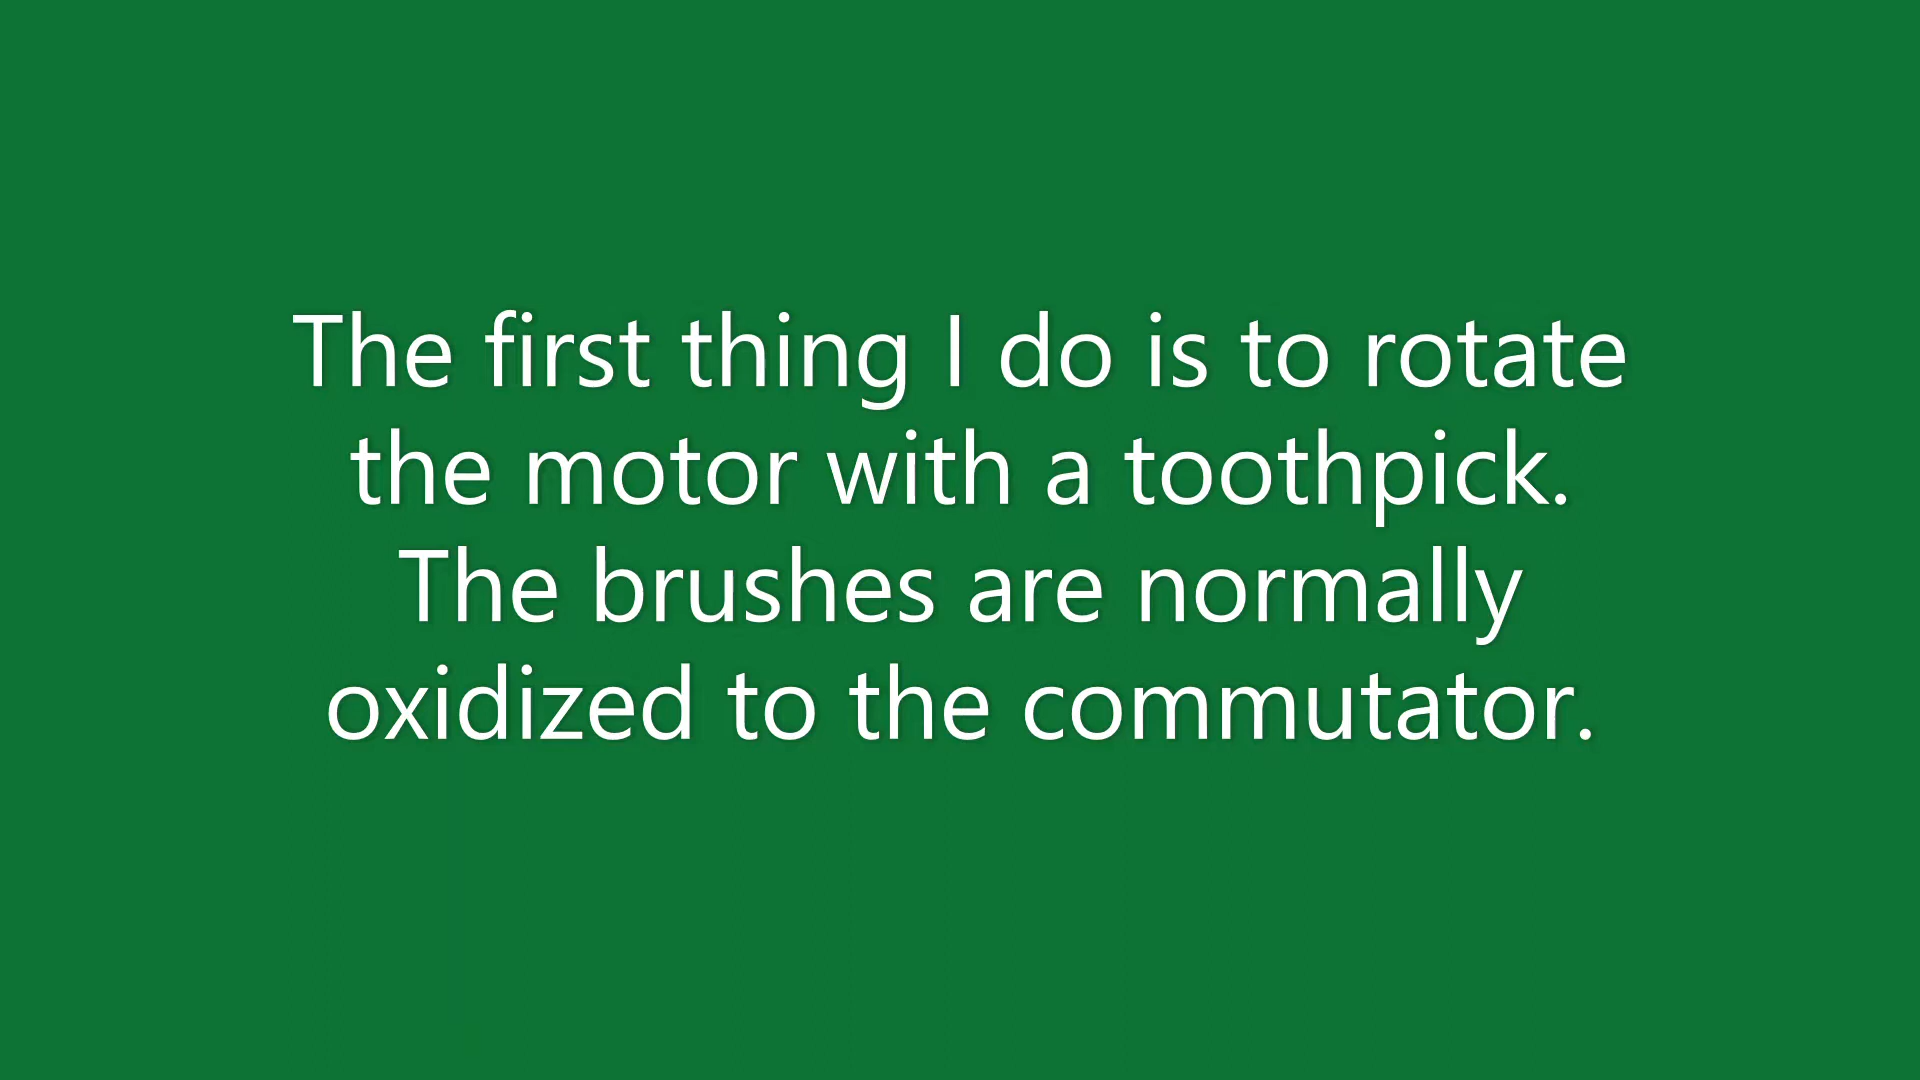 The first thing I do is to rotate
the motor with a toothpick.
The brushes are normally
oxidized to the commutator.